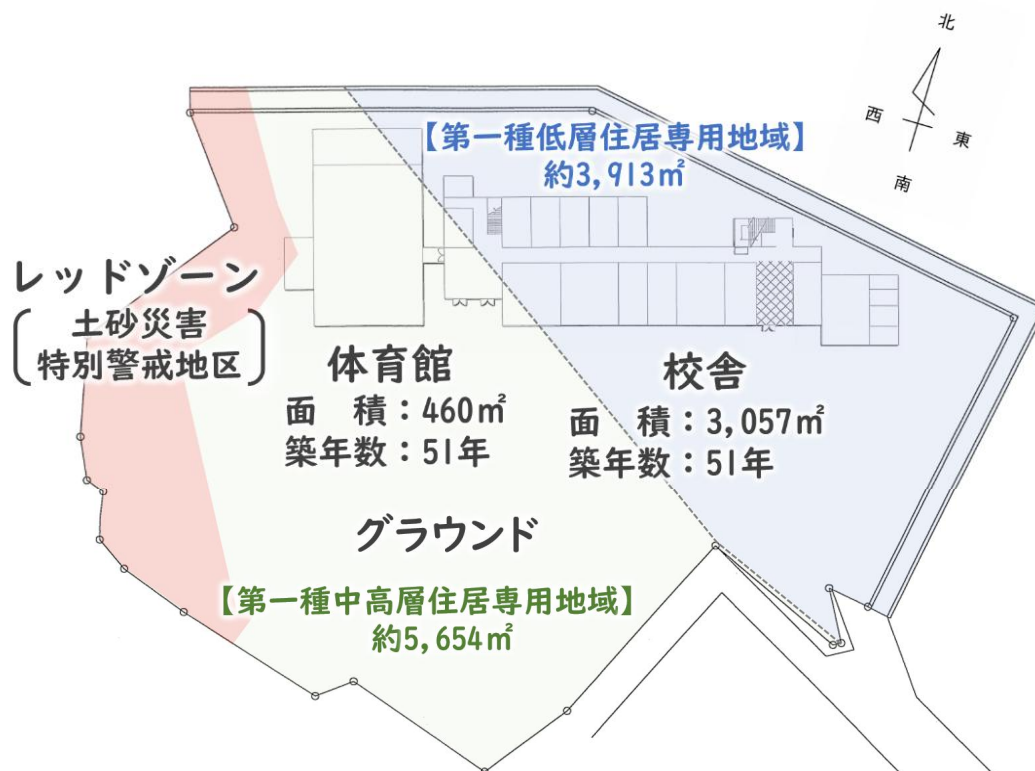 北
西
東
南
【第一種低層住居専用地域】
約3,913㎡
レッドゾーン
土砂災害
特別警戒地区
体育館
面　積：460㎡
築年数：51年
校舎
面　積：3,057㎡
築年数：51年
グラウンド
【第一種中高層住居専用地域】
約5,654㎡